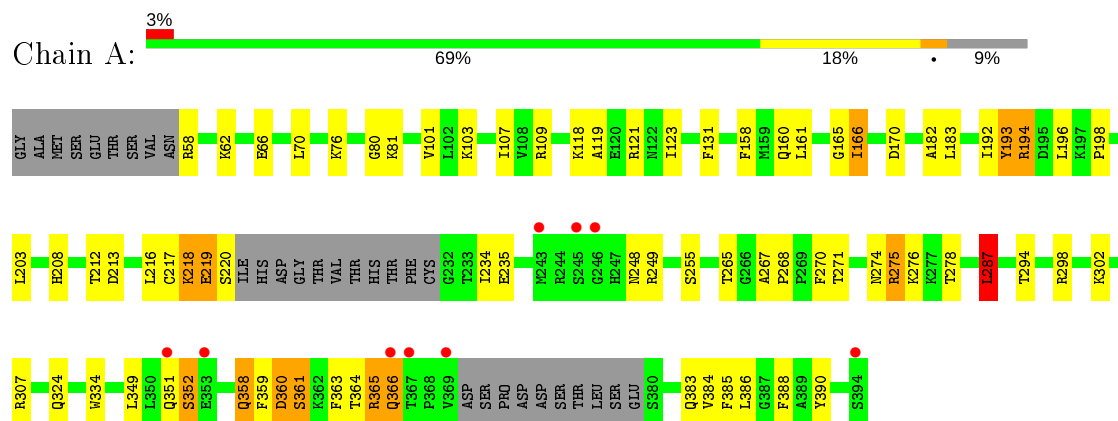 3%
Chain A:
69% 18% • 9%
GLY ALA MET SER GLU THR SER VAL ASN R58 K62 E66 L70 K76 G80 K81 V101 L102 K103 I107 V108 R109 K118 A119 E120 R121 N122 I123 F131 F158 M159 Q160 L161 G165 I166 D170 A182 L183 I192 Y193 R194 D195 L196 K197 P198
L203 H208 T212 D213 L216 C217 K218 E219 S220 ILE HIS ASP GLY THR VAL THR HIS THR PHE CYS G232 T233 I234 E235 M243 R244 S245 G246 H247 N248 R249 S255 T265 G266 A267 P268 P269 F270 T271 N274 R275 K276 K277 T278 L287 T294 R298 K302
R307 Q324 W334 L349 L350 Q351 S352 E353 Q358 F359 D360 S361 K362 F363 T364 R365 Q366 T367 P368 V369 ASP SER PRO ASP ASP SER THR LEU SER GLU S380 Q383 V384 F385 L386 G387 F388 A389 Y390 S394